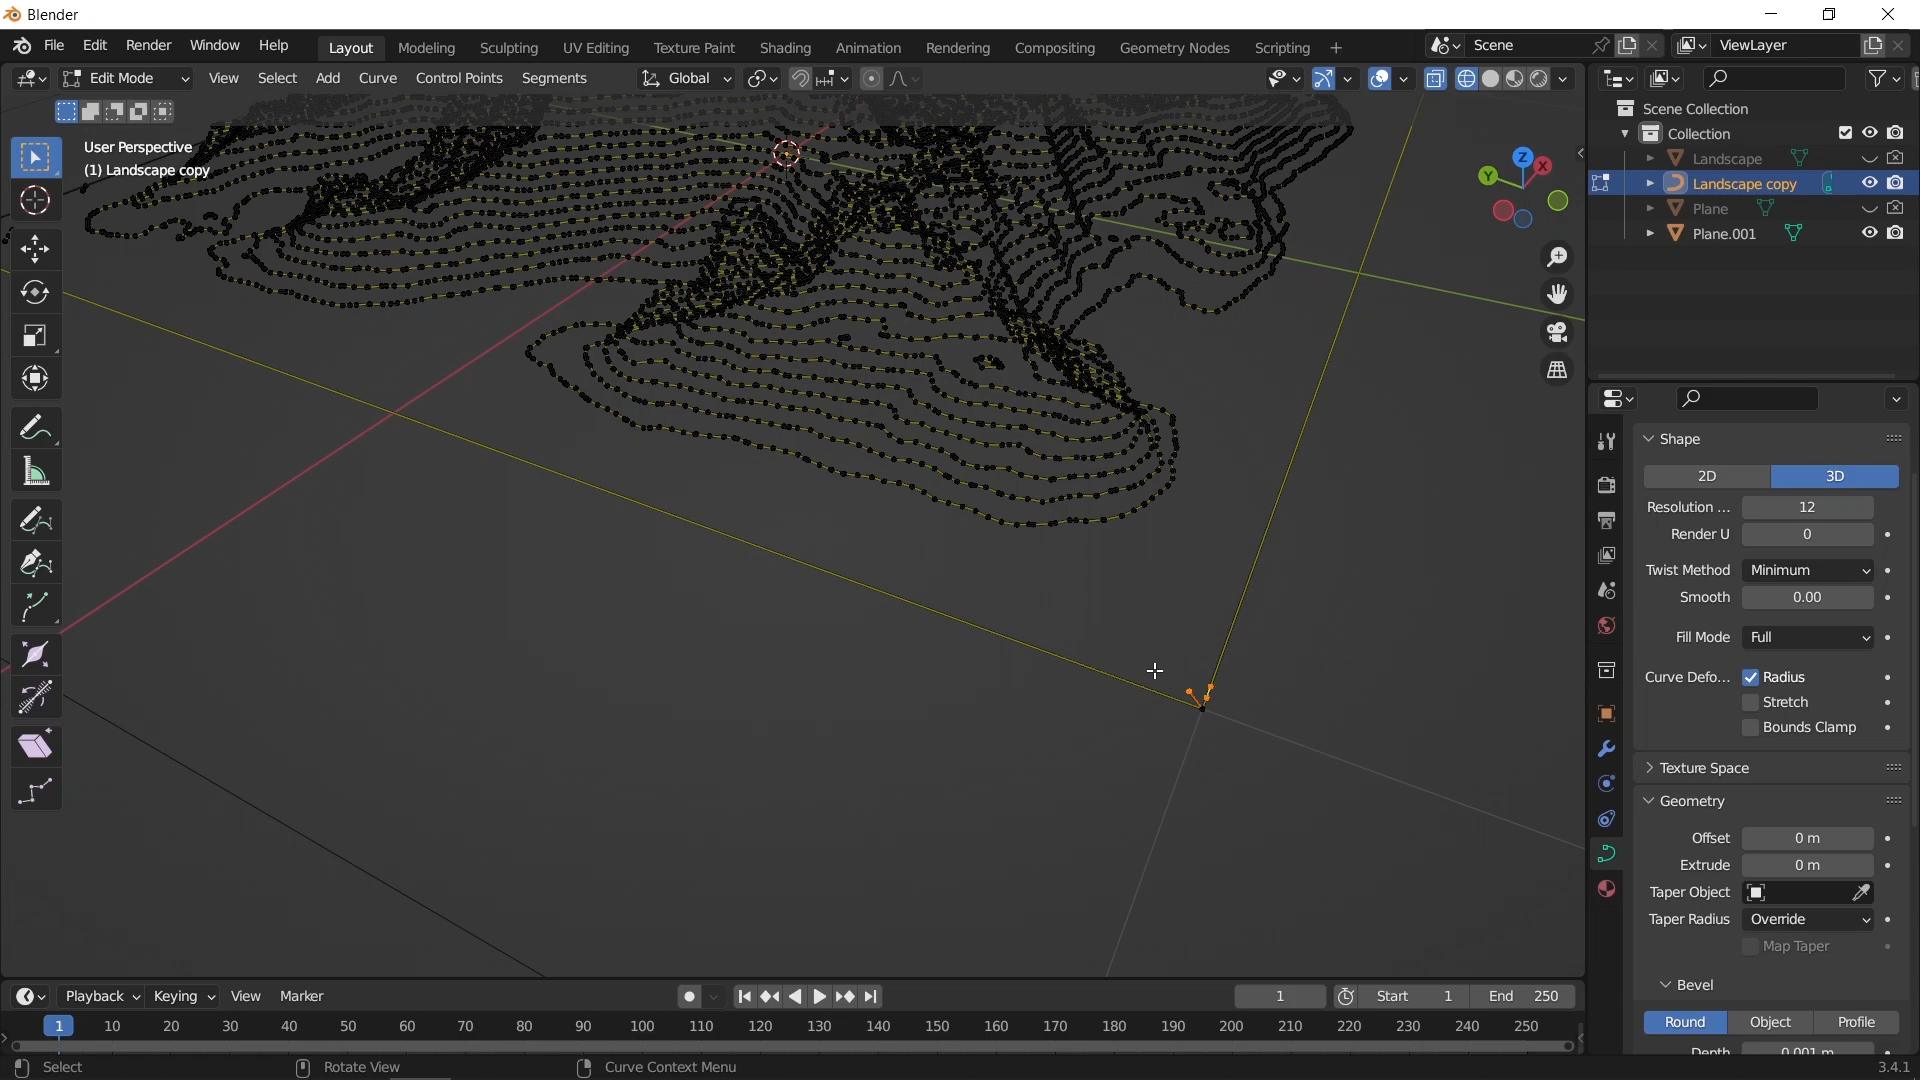 Blender
File Edit Render Window Help Layout Modeling Sculpting UV Editing Texture Paint Shading Animation Rendering Compositing Geometry Nodes Scripting + Scene ViewLayer
Edit Mode View Select Add Curve Control Points Segments Global
User Perspective
(1) Landscape copy
Z
X
Y
Scene Collection
Collection
Landscape
Landscape copy
Plane
Plane.001
Shape
2D 3D
Resolution ... 12
Render U 0
Twist Method Minimum
Smooth 0.00
Fill Mode Full
Curve Defo... Radius
Stretch
Bounds Clamp
Texture Space
Geometry
Offset 0 m
Extrude 0 m
Taper Object
Taper Radius Override
Map Taper
Bevel
Round Object Profile
Depth 0.001 m
Playback Keying View Marker 1 Start 1 End 250
1 10 20 30 40 50 60 70 80 90 100 110 120 130 140 150 160 170 180 190 200 210 220 230 240 250
Select Rotate View Curve Context Menu 3.4.1